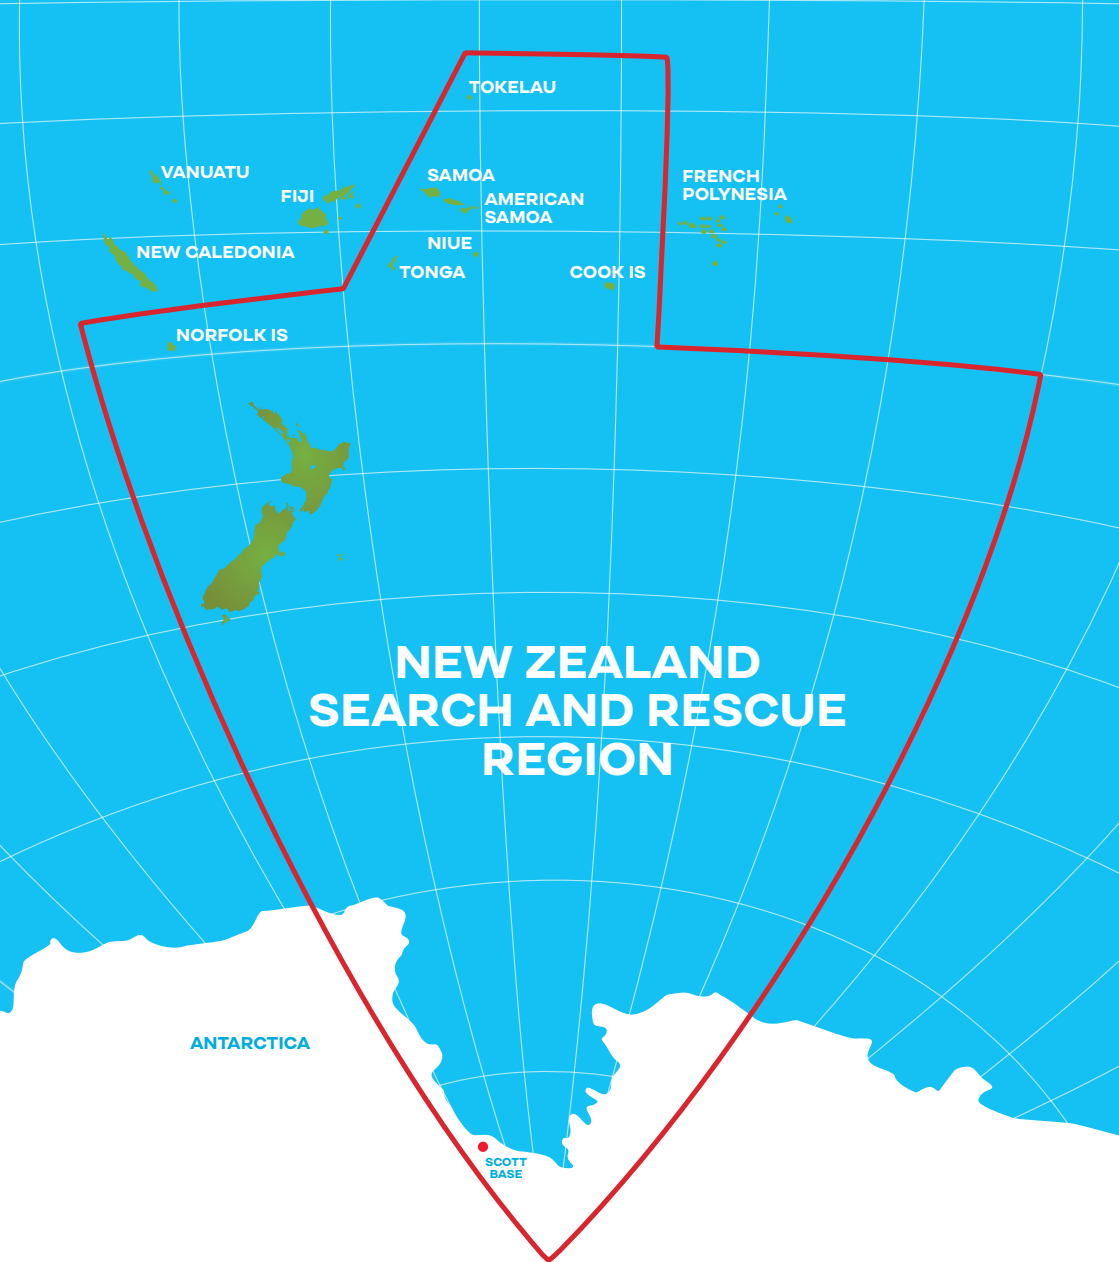 TOKELAU
VANUATU
SAMOA
FRENCH
POLYNESIA
FIJI
AMERICAN
SAMOA
NEW CALEDONIA
NIUE
TONGA
COOK IS
NORFOLK IS
NEW ZEALAND
SEARCH AND RESCUE
REGION
ANTARCTICA
SCOTT
BASE